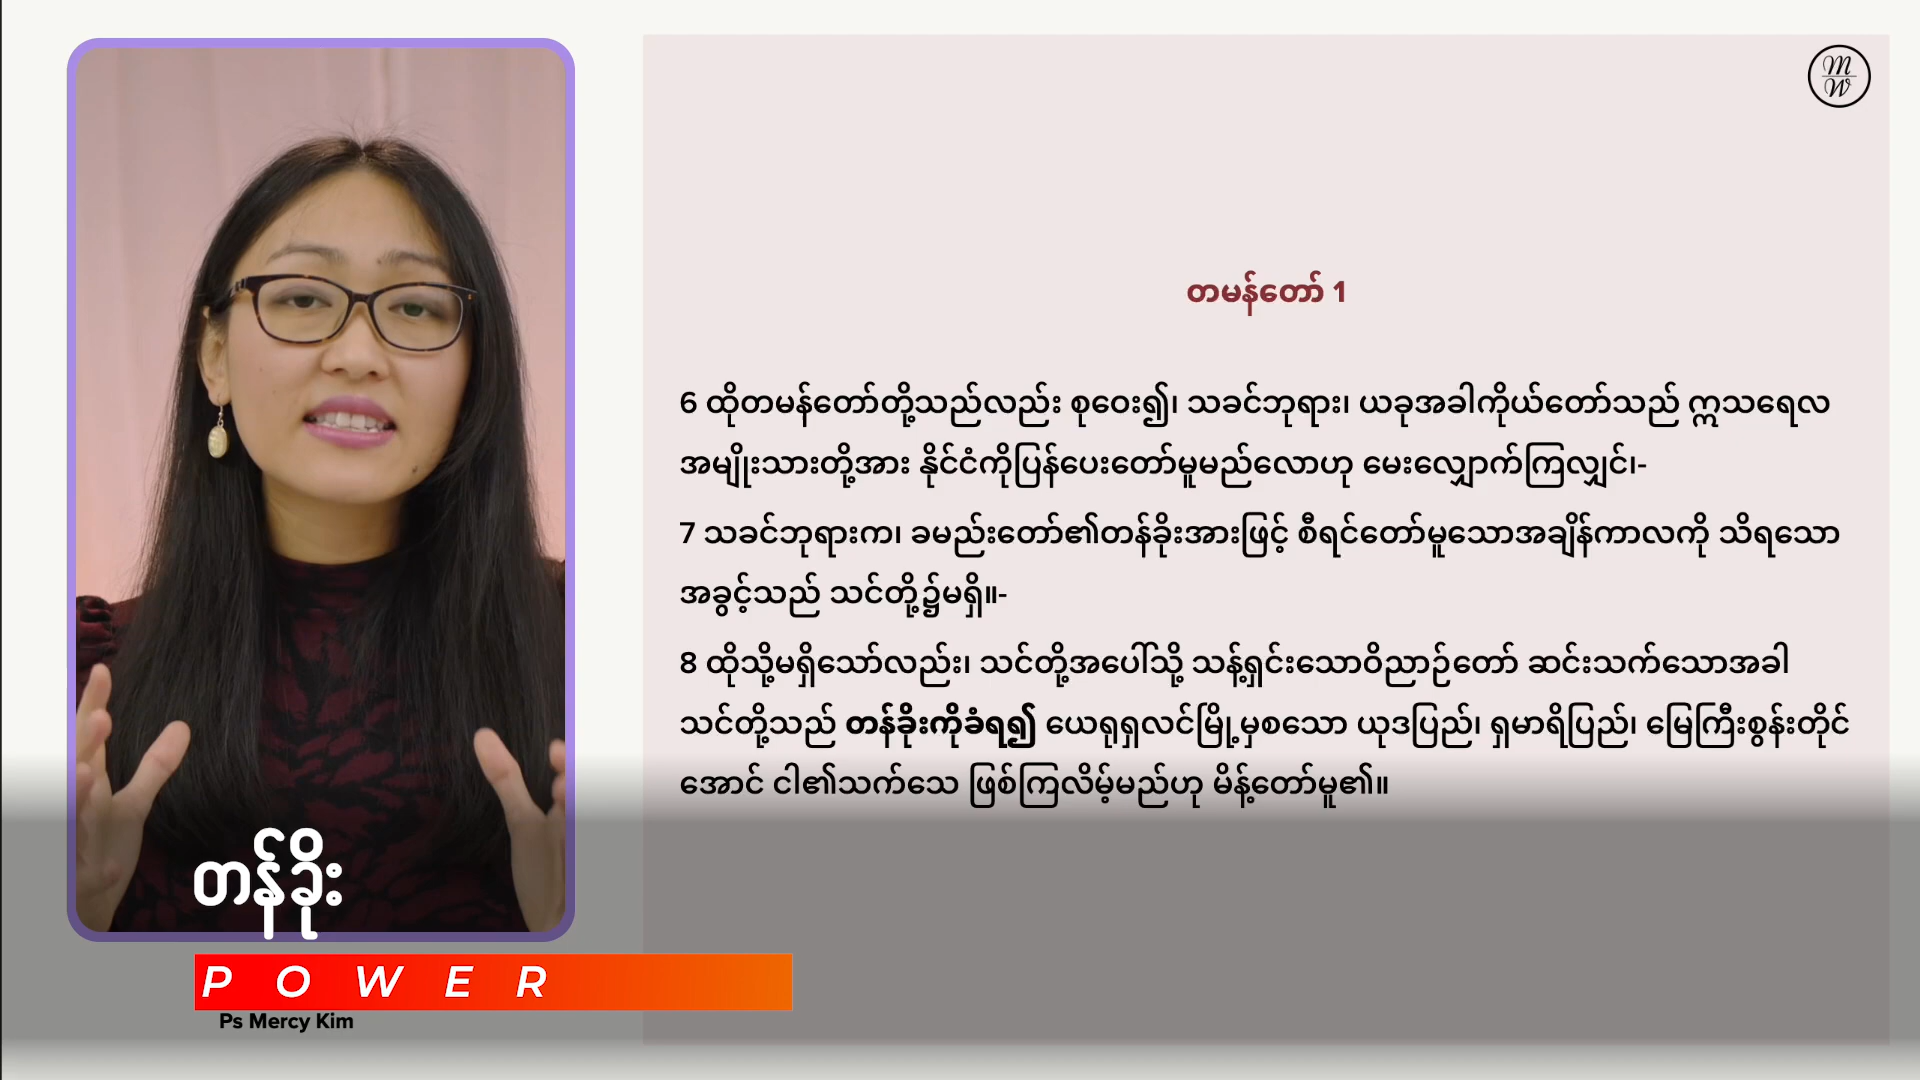 M
W
တမန်တော် 1
6 ထိုတမန်တော်တို့သည်လည်း စုဝေး၍၊ သခင်ဘုရား၊ ယခုအခါကိုယ်တော်သည် ဣသရေလ
အမျိုးသားတို့အား နိုင်ငံကိုပြန်ပေးတော်မူမည်လောဟု မေးလျှောက်ကြလျှင်၊-
7 သခင်ဘုရားက၊ ခမည်းတော်၏တန်ခိုးအားဖြင့် စီရင်တော်မူသောအချိန်ကာလကို သိရသော
အခွင့်သည် သင်တို့၌မရှိ။-
8 ထိုသို့မရှိသော်လည်း၊ သင်တို့အပေါ်သို့ သန့်ရှင်းသောဝိညာဉ်တော် ဆင်းသက်သောအခါ
သင်တို့သည် တန်ခိုးကိုခံရ၍ ယေရုရှလင်မြို့မှစသော ယုဒပြည်၊ ရှမာရိပြည်၊ မြေကြီးစွန်းတိုင်
အောင် ငါ၏သက်သေ ဖြစ်ကြလိမ့်မည်ဟု မိန့်တော်မူ၏။
တန်ခိုး
POWER
Ps Mercy Kim